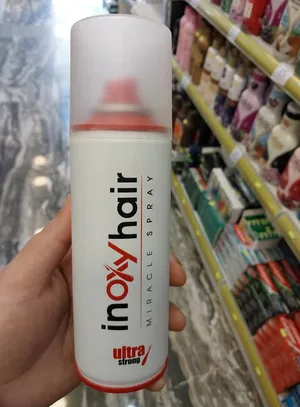 inoxyhair
MIRACLE SPRAY
ultra
strong